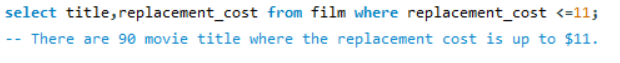 select title,replacement_cost from film where replacement_cost <=11;
-- There are 90 movie title where the replacement cost is up to $11.